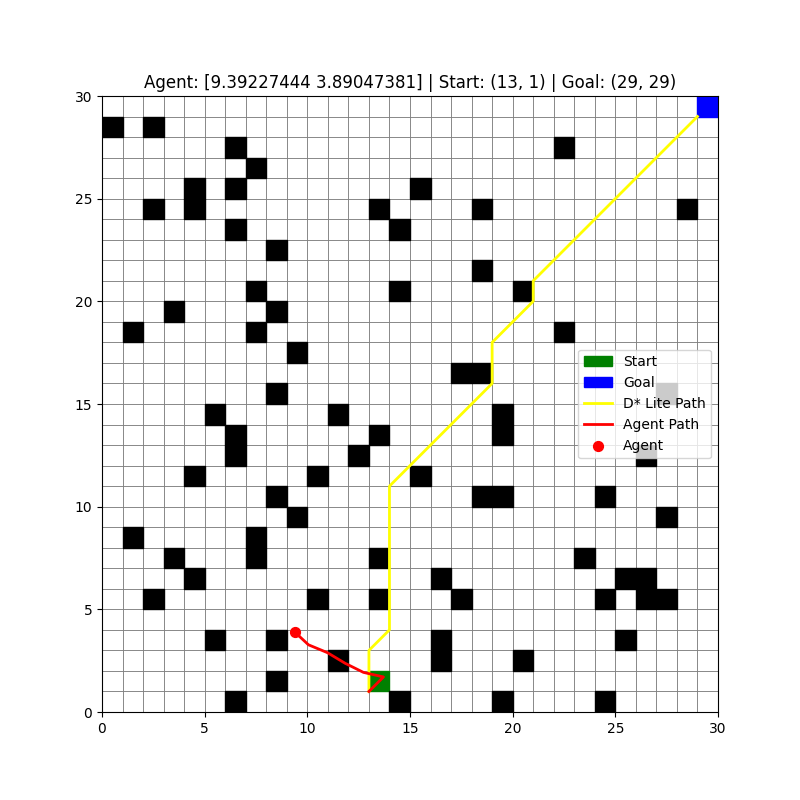 Agent: [9.39227444 3.89047381] | Start: (13, 1) | Goal: (29, 29)
30
25
20
15
10
5
0
0 5 10 15 20 25 30
Start
Goal
D* Lite Path
Agent Path
Agent